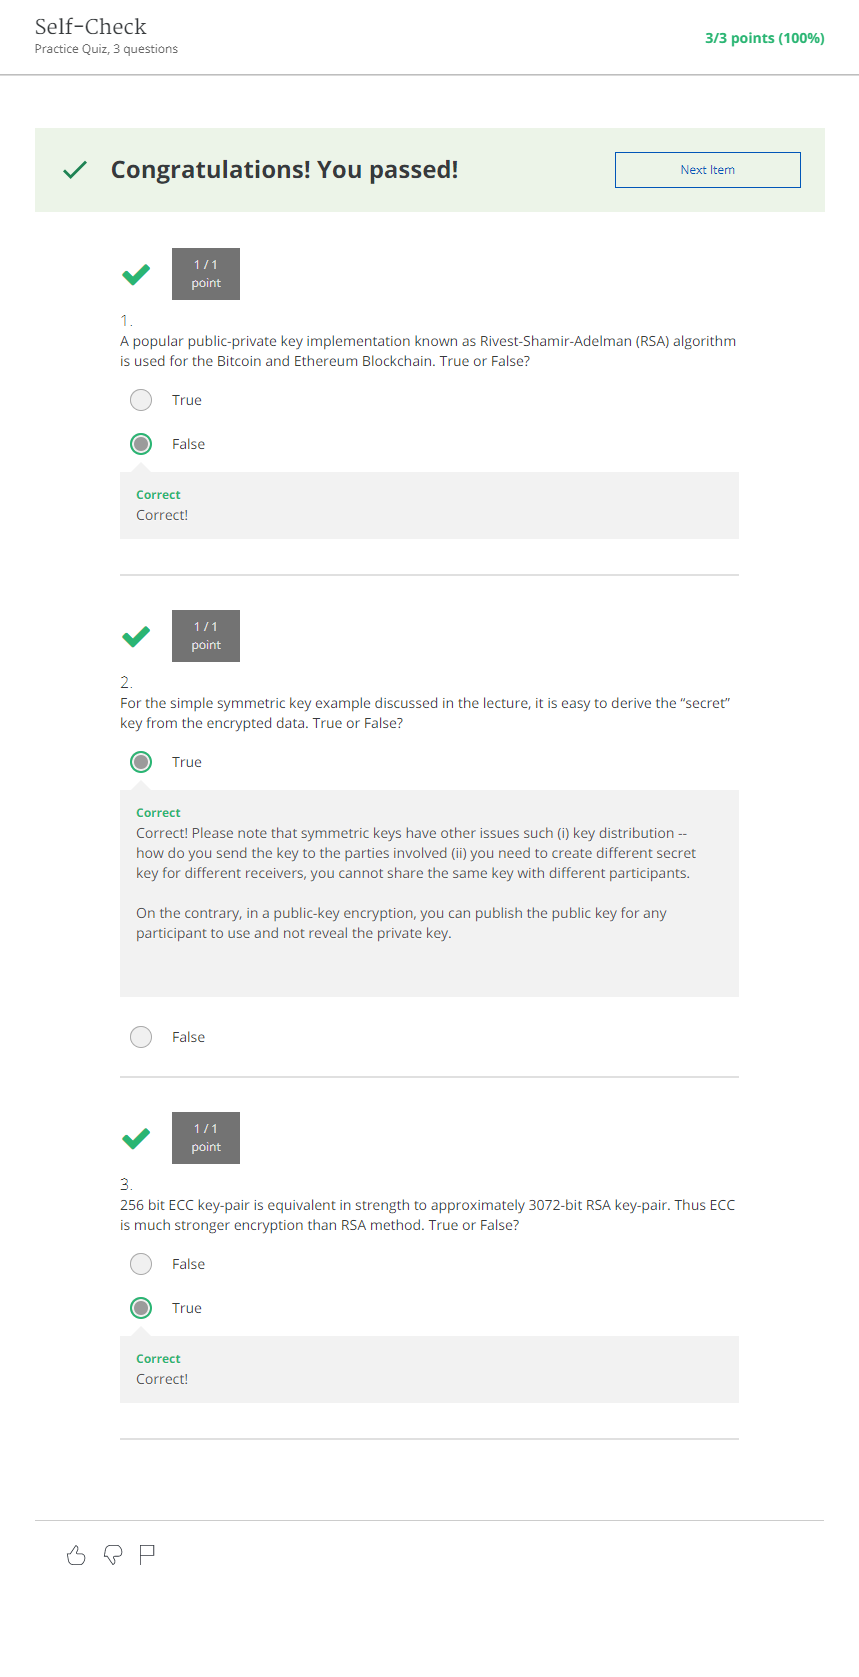 Self-Check
Practice Quiz, 3 questions
3/3 points (100%)
Congratulations! You passed!
Next Item
1 / 1
point
1.
A popular public-private key implementation known as Rivest-Shamir-Adelman (RSA) algorithm
is used for the Bitcoin and Ethereum Blockchain. True or False?
True
False
Correct
Correct!
1 / 1
point
2.
For the simple symmetric key example discussed in the lecture, it is easy to derive the “secret”
key from the encrypted data. True or False?
True
Correct
Correct! Please note that symmetric keys have other issues such (i) key distribution --
how do you send the key to the parties involved (ii) you need to create different secret
key for different receivers, you cannot share the same key with different participants.
On the contrary, in a public-key encryption, you can publish the public key for any
participant to use and not reveal the private key.
False
1 / 1
point
3.
256 bit ECC key-pair is equivalent in strength to approximately 3072-bit RSA key-pair. Thus ECC
is much stronger encryption than RSA method. True or False?
False
True
Correct
Correct!